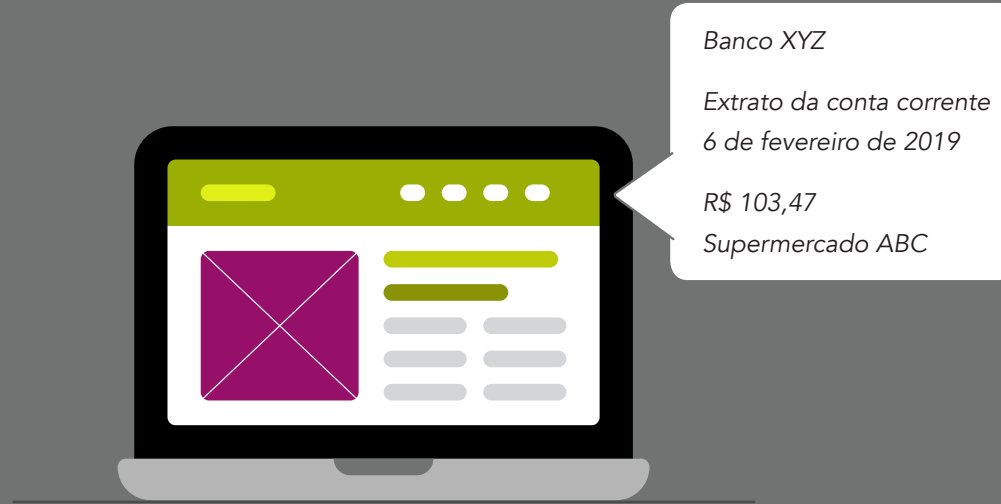 Banco XYZ
Extrato da conta corrente
6 de fevereiro de 2019
R$ 103,47
Supermercado ABC